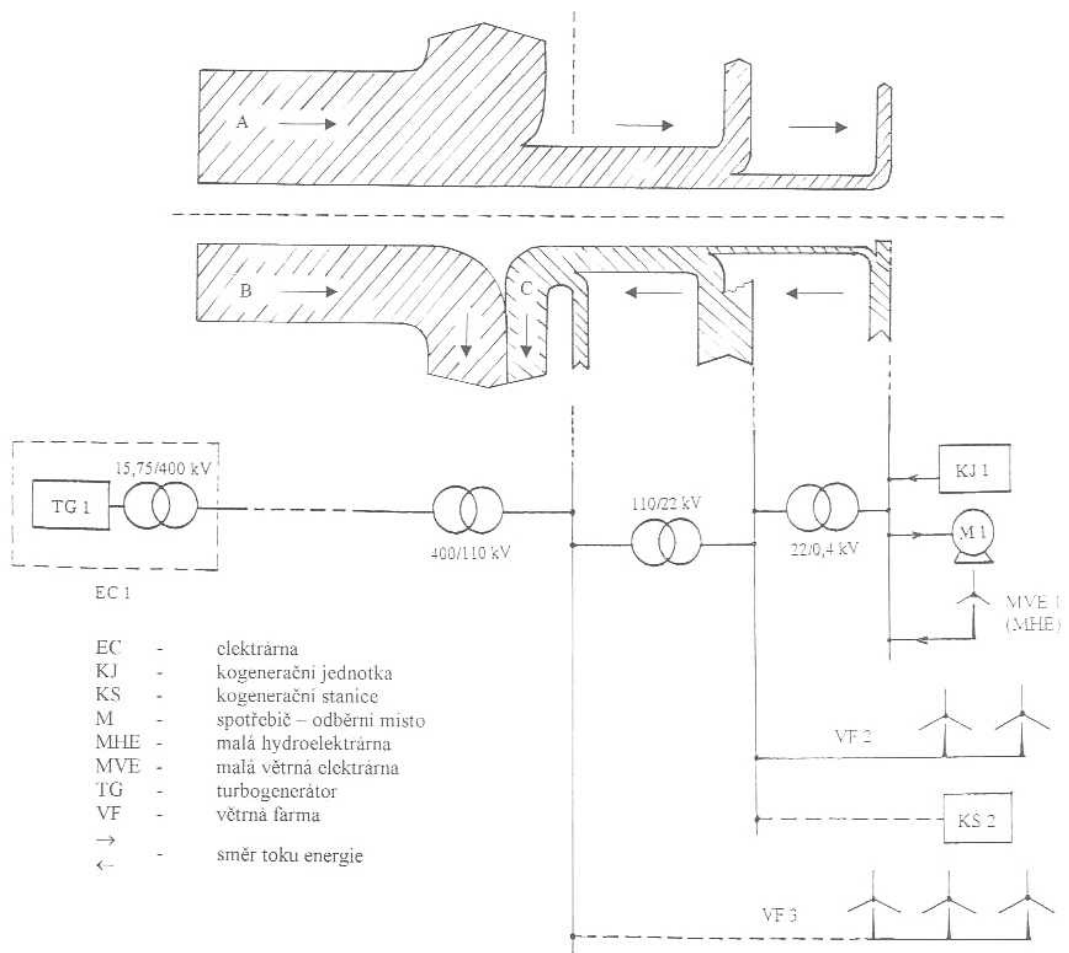 A
B
C
15,75/400 kV
TG 1
400/110 kV
110/22 kV
22/0,4 kV
KJ 1
M 1
MVE 1
(MHE)
EC 1
EC - elektrárna
KJ - kogenerační jednotka
KS - kogenerační stanice
M - spotřebič – odběrní místo
MHE - malá hydroelektrárna
MVE - malá větrná elektrárna
TG - turbogenerátor
VF - větrná farma
→
← - směr toku energie
VF 2
KS 2
VF 3